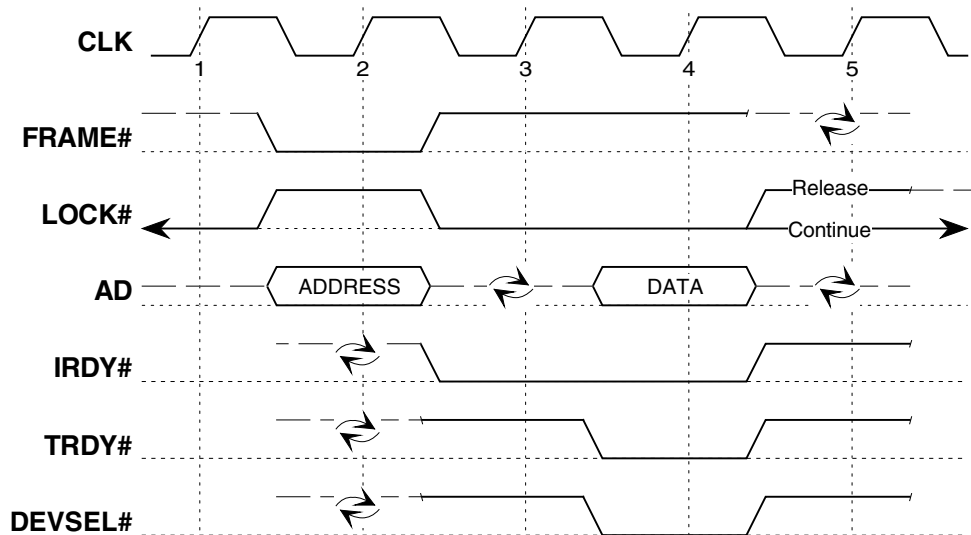 CLK
1 2 3 4 5
FRAME#
LOCK#
Release
Continue
AD
ADDRESS
DATA
IRDY#
TRDY#
DEVSEL#